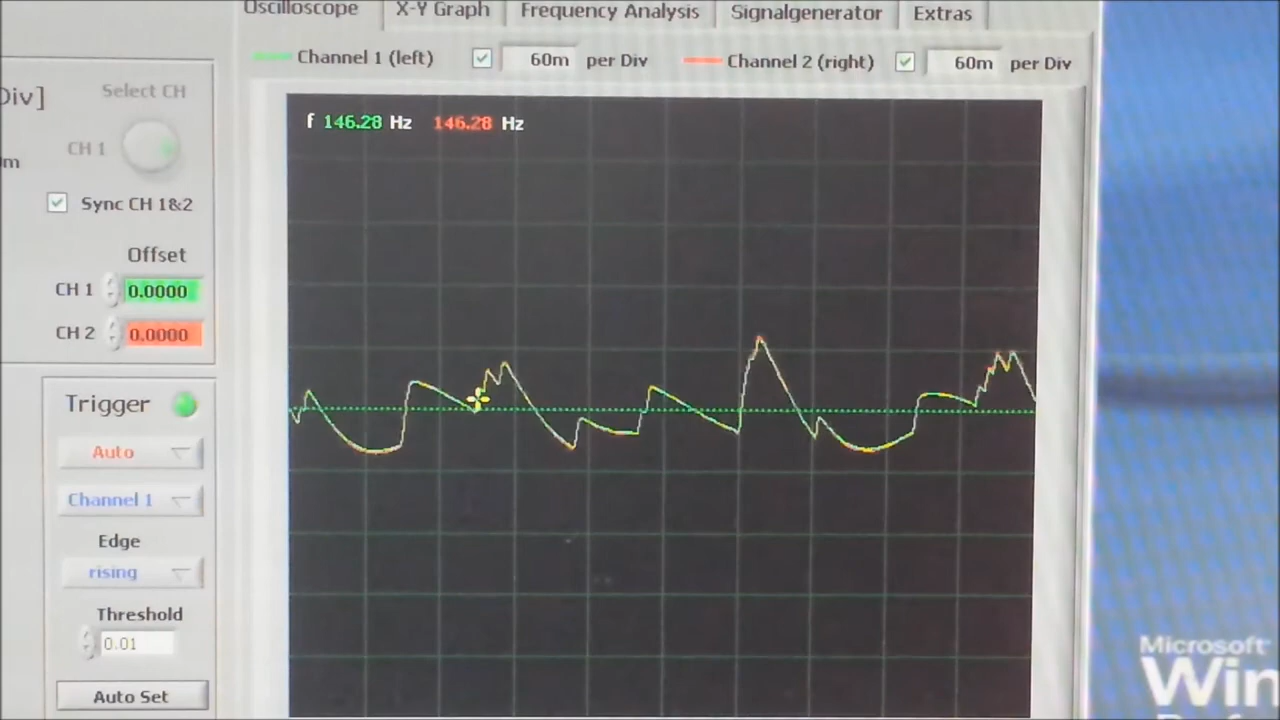 Oscilloscope X-Y Graph Frequency Analysis Signalgenerator Extras
Channel 1 (left) 60m per Div Channel 2 (right) 60m per Div
Div]
Select CH
f 146.28 Hz 146.28 Hz
CH 1
m
Sync CH 1&2
Offset
CH 1 0.0000
CH 2 0.0000
Trigger
Auto
Channel 1
Edge
rising
Threshold
0.01
Auto Set
Microsoft
Win